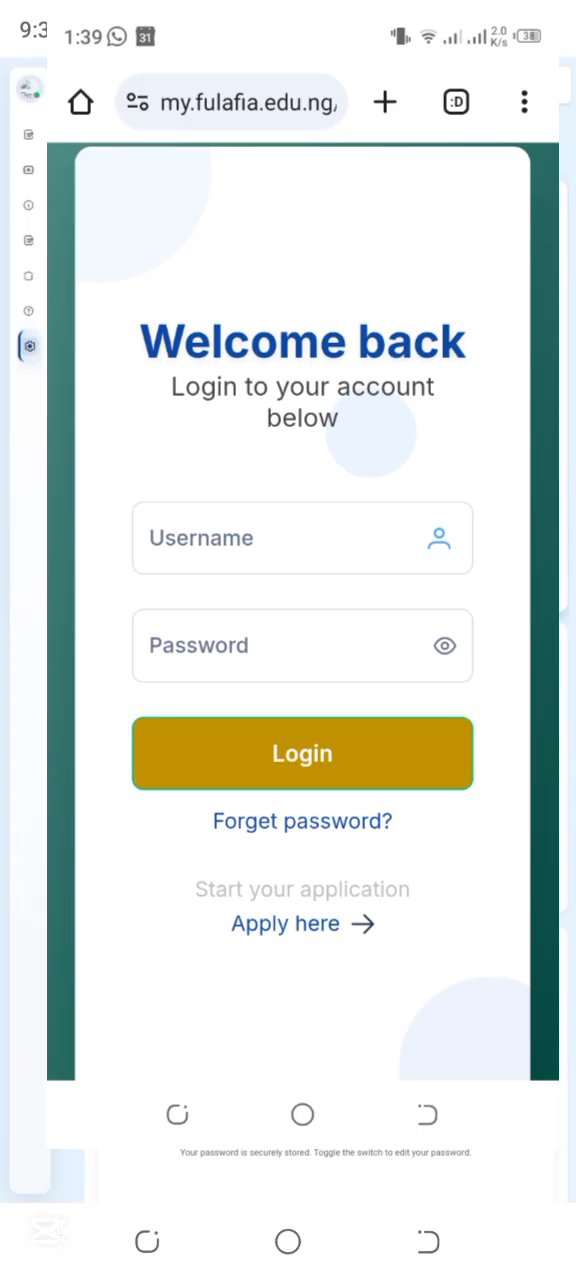 9:3
1:39
31
2.0
K/s
38
my.fulafia.edu.ng/
:D
Welcome back
Login to your account
below
Username
Password
Login
Forget password?
Start your application
Apply here →
Your password is securely stored. Toggle the switch to edit your password.